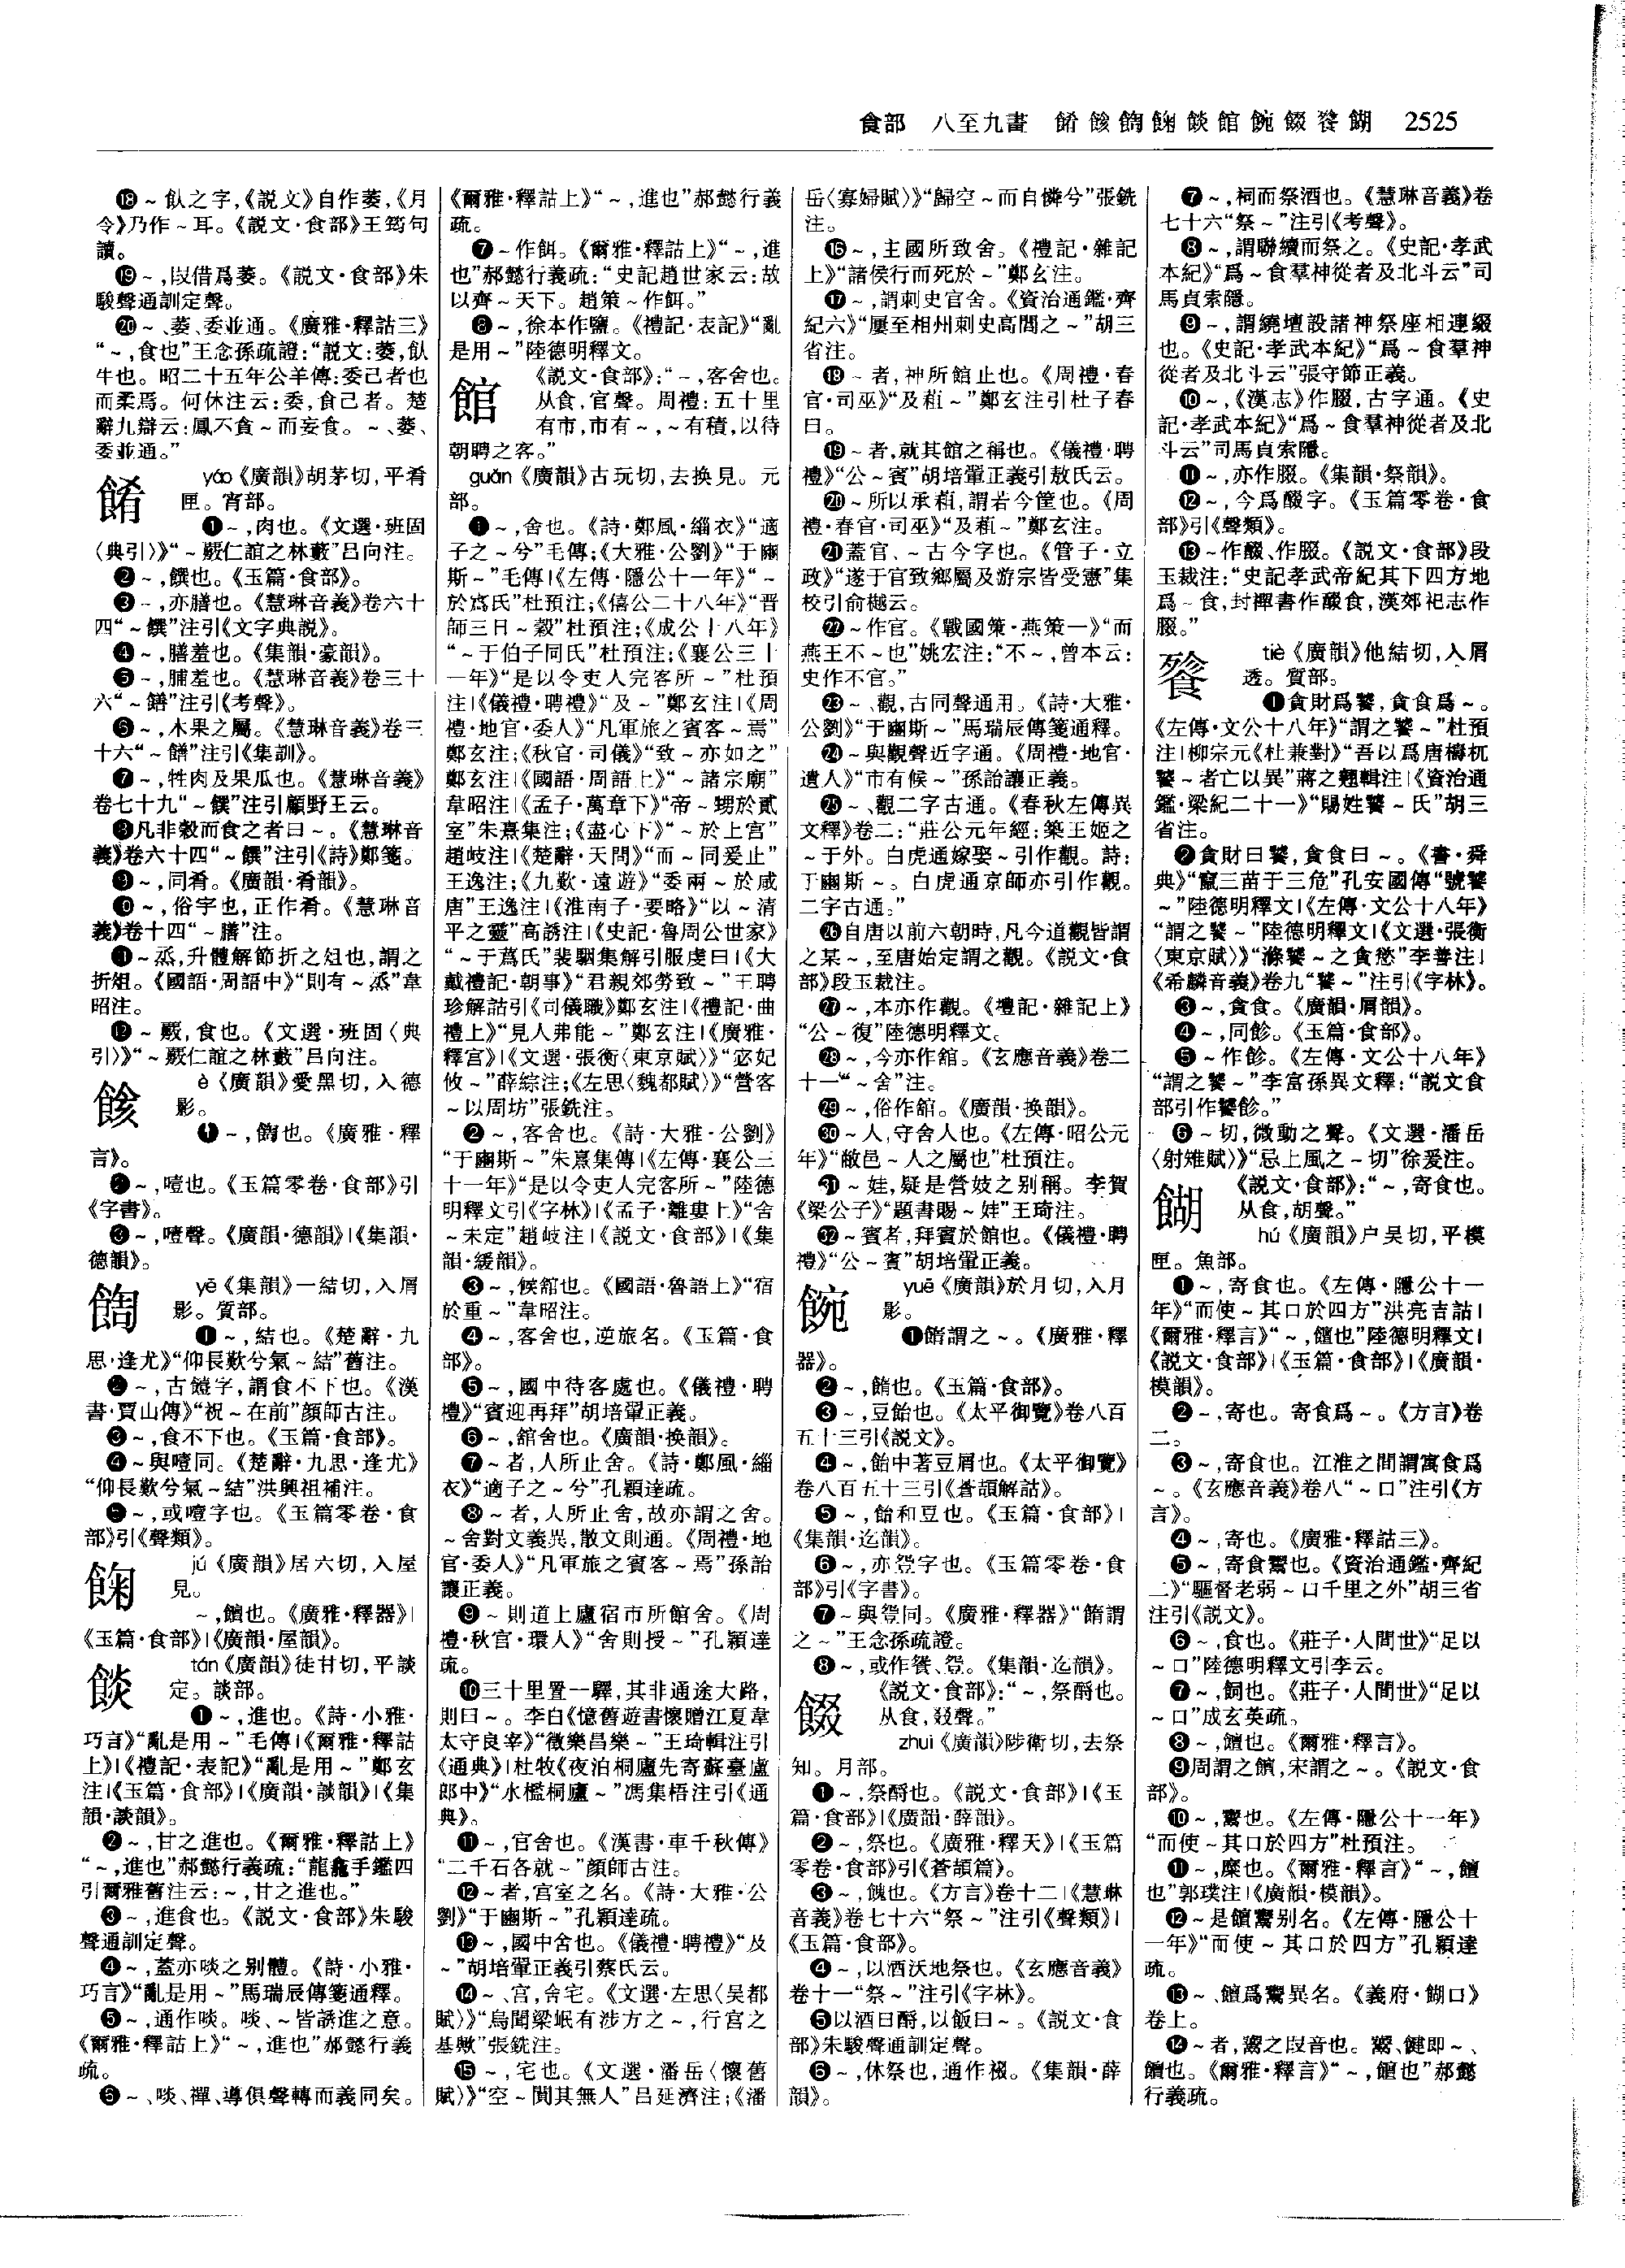 食部 八至九畫 餚餩䭇䭀餤館䬼餟飻餬 2525
⓲～飤之字,《説文》自作萎,《月
令》乃作～耳。《説文·食部》王筠句
讀。
⓳～,叚借爲萎。《説文·食部》朱
駿聲通訓定聲。
⓴～、萎、委並通。《廣雅·釋詁三》
“～,食也”王念孫疏證:“説文:萎,飤
牛也。昭二十五年公羊傳:委己者也
而柔焉。何休注云:委,食己者。楚
辭九辯云:鳳不貪～而妄食。～、萎、
委並通。”
餚
yáo《廣韻》胡茅切,平肴
匣。宵部。
❶～,肉也。《文選·班固
〈典引〉》“～覈仁誼之林藪”吕向注。
❷～,饌也。《玉篇·食部》。
❸～,亦膳也。《慧琳音義》卷六十
四“～饌”注引《文字典説》。
❹～,膳羞也。《集韻·豪韻》。
❺～,脯羞也。《慧琳音義》卷三十
六“～饍”注引《考聲》。
❻～,木果之屬。《慧琳音義》卷三
十六“～饍”注引《集訓》。
❼～,牲肉及果瓜也。《慧琳音義》
卷七十九“～饌”注引顧野王云。
❽凡非穀而食之者曰～。《慧琳音
義》卷六十四“～饌”注引《詩》鄭箋。
❾～,同肴。《廣韻·肴韻》。
❿～,俗字也,正作肴。《慧琳音
義》卷十四“～膳”注。
⓫～烝,升體解節折之俎也,謂之
折俎。《國語·周語中》“則有～烝”韋
昭注。
⓬～覈,食也。《文選·班固〈典
引〉》“～覈仁誼之林藪”吕向注。
餩
è《廣韻》愛黑切,入德
影。
❶～,䭇也。《廣雅·釋
言》。
❷～,噎也。《玉篇零卷·食部》引
《字書》。
❸～,噎聲。《廣韻·德韻》|《集韻·
德韻》。
yē《集韻》一結切,入屑
影。質部。
❶～,結也。《楚辭·九
思·逢尤》“仰長歎兮氣～結”舊注。
❷～,古饐字,謂食不下也。《漢
書·賈山傳》“祝～在前”顔師古注。
❸～,食不下也。《玉篇·食部》。
❹～與噎同。《楚辭·九思·逢尤》
“仰長歎兮氣～結”洪興祖補注。
❺～,或噎字也。《玉篇零卷·食
部》引《聲類》。
jú《廣韻》居六切,入屋
見。
～,饘也。《廣雅·釋器》|
《玉篇·食部》|《廣韻·屋韻》。
餤
tán《廣韻》徒甘切,平談
定。談部。
❶～,進也。《詩·小雅·
巧言》“亂是用～”毛傳|《爾雅·釋詁
上》|《禮記·表記》“亂是用～”鄭玄
注|《玉篇·食部》|《廣韻·談韻》|《集
韻·談韻》。
❷～,甘之進也。《爾雅·釋詁上》
“～,進也”郝懿行義疏:“龍龕手鑑四
引爾雅舊注云:～,甘之進也。”
❸～,進食也。《説文·食部》朱駿
聲通訓定聲。
❹～,蓋亦啖之别體。《詩·小雅·
巧言》“亂是用～”馬瑞辰傳箋通釋。
❺～,通作啖。啖、～皆誘進之意。
《爾雅·釋詁上》“～,進也”郝懿行義
疏。
❻～、啖、禫、導俱聲轉而義同矣。
《爾雅·釋詁上》“～,進也”郝懿行義
疏。
❼～作餌。《爾雅·釋詁上》“～,進
也”郝懿行義疏:“史記趙世家云:故
以齊～天下。趙策～作餌。”
❽～,徐本作鹽。《禮記·表記》“亂
是用～”陸德明釋文。
館
《説文·食部》:“～,客舍也。
从食,官聲。周禮:五十里
有市,市有～,～有積,以待
朝聘之客。”
guǎn《廣韻》古玩切,去换見。元
部。
❶～,舍也。《詩·鄭風·緇衣》“適
子之～兮”毛傳;《大雅·公劉》“于豳
斯～”毛傳|《左傳·隱公十一年》“～
於寪氏”杜預注;《僖公二十八年》“晋
師三日～穀”杜預注;《成公十八年》
“～于伯子同氏”杜預注;《襄公三十
一年》“是以令吏人完客所～”杜預
注|《儀禮·聘禮》“及～”鄭玄注|《周
禮·地官·委人》“凡軍旅之賓客～焉”
鄭玄注;《秋官·司儀》“致～亦如之”
鄭玄注|《國語·周語上》“～諸宗廟”
韋昭注|《孟子·萬章下》“帝～甥於貳
室”朱熹集注;《盡心下》“～於上宫”
趙岐注|《楚辭·天問》“而～同爰止”
王逸注;《九歎·遠遊》“委兩～於咸
唐”王逸注|《淮南子·要略》“以～清
平之靈”高誘注|《史記·魯周公世家》
“～于蔿氏”裴駰集解引服虔曰|《大
戴禮記·朝事》“君親郊勞致～”王聘
珍解詁引《司儀職》鄭玄注|《禮記·曲
禮上》“見人弗能～”鄭玄注|《廣雅·
釋宫》|《文選·張衡〈東京賦〉》“宓妃
攸～”薛綜注;《左思〈魏都賦〉》“營客
～以周坊”張銑注。
❷～,客舍也。《詩·大雅·公劉》
“于豳斯～”朱熹集傳|《左傳·襄公三
十一年》“是以令吏人完客所～”陸德
明釋文引《字林》|《孟子·離婁上》“舍
～未定”趙岐注|《説文·食部》|《集
韻·緩韻》。
❸～,候舘也。《國語·魯語上》“宿
於重～”韋昭注。
❹～,客舍也,逆旅名。《玉篇·食
部》。
❺～,國中待客處也。《儀禮·聘
禮》“賓迎再拜”胡培翬正義。
❻～,舘舍也。《廣韻·换韻》。
❼～者,人所止舍。《詩·鄭風·緇
衣》“適子之～兮”孔穎達疏。
❽～者,人所止舍,故亦謂之舍。
～舍對文義異,散文則通。《周禮·地
官·委人》“凡軍旅之賓客～焉”孫詒
讓正義。
❾～則道上廬宿市所館舍。《周
禮·秋官·環人》“舍則授～”孔穎達
疏。
❿三十里置一驛,其非通途大路,
則曰～。李白《憶舊遊書懷贈江夏韋
太守良宰》“徵樂昌樂～”王琦輯注引
《通典》|杜牧《夜泊桐廬先寄蘇臺盧
郎中》“水檻桐廬～”馮集梧注引《通
典》。
⓫～,官舍也。《漢書·車千秋傳》
“二千石各就～”顔師古注。
⓬～者,宫室之名。《詩·大雅·公
劉》“于豳斯～”孔穎達疏。
⓭～,國中舍也。《儀禮·聘禮》“及
～”胡培翬正義引蔡氏云。
⓮～、宫,舍宅。《文選·左思〈吴都
賦〉》“烏聞梁岷有涉方之～,行宫之
基歟”張銑注。
⓯～,宅也。《文選·潘岳〈懷舊
賦〉》“空～闃其無人”吕延濟注;《潘
岳〈寡婦賦〉》“歸空～而自憐兮”張銑
注。
⓰～,主國所致舍。《禮記·雜記
上》“諸侯行而死於～”鄭玄注。
⓱～,謂刺史官舍。《資治通鑑·齊
紀六》“屢至相州刺史高閭之～”胡三
省注。
⓲～者,神所館止也。《周禮·春
官·司巫》“及蒩～”鄭玄注引杜子春
曰。
⓳～者,就其館之稱也。《儀禮·聘
禮》“公～賓”胡培翬正義引敖氏云。
⓴～所以承蒩,謂若今筐也。《周
禮·春官·司巫》“及蒩～”鄭玄注。
㉑蓋官、～古今字也。《管子·立
政》“遂于官致鄉屬及游宗皆受憲”集
校引俞樾云。
㉒～作官。《戰國策·燕策一》“而
燕王不～也”姚宏注:“不～,曾本云:
史作不官。”
㉓～、觀,古同聲通用。《詩·大雅·
公劉》“于豳斯～”馬瑞辰傳箋通釋。
㉔～與觀聲近字通。《周禮·地官·
遺人》“市有候～”孫詒讓正義。
㉕～、觀二字古通。《春秋左傳異
文釋》卷二:“莊公元年經:築王姬之
～于外。白虎通嫁娶～引作觀。詩:
于豳斯～。白虎通京師亦引作觀。
二字古通。”
㉖自唐以前六朝時,凡今道觀皆謂
之某～,至唐始定謂之觀。《説文·食
部》段玉裁注。
㉗～,本亦作觀。《禮記·雜記上》
“公～復”陸德明釋文。
㉘～,今亦作舘。《玄應音義》卷二
十一“～舍”注。
㉙～,俗作舘。《廣韻·换韻》。
㉚～人,守舍人也。《左傳·昭公元
年》“敝邑～人之屬也”杜預注。
㉛～娃,疑是營妓之别稱。李賀
《梁公子》“題書賜～娃”王琦注。
㉜～賓者,拜賓於館也。《儀禮·聘
禮》“公～賓”胡培翬正義。
yuē《廣韻》於月切,入月
影。
❶䬧謂之～。《廣雅·釋
器》。
❷～,䬧也。《玉篇·食部》。
❸～,豆飴也。《太平御覽》卷八百
五十三引《説文》。
❹～,飴中著豆屑也。《太平御覽》
卷八百五十三引《蒼頡解詁》。
❺～,飴和豆也。《玉篇·食部》|
《集韻·迄韻》。
❻～,亦䬼字也。《玉篇零卷·食
部》引《字書》。
❼～與䬼同。《廣雅·釋器》“䬧謂
之～”王念孫疏證。
❽～,或作䬼、登。《集韻·迄韻》。
餟
《説文·食部》:“～,祭酹也。
从食,叕聲。”
zhuì《廣韻》陟衛切,去祭
知。月部。
❶～,祭酹也。《説文·食部》|《玉
篇·食部》|《廣韻·薛韻》。
❷～,祭也。《廣雅·釋天》|《玉篇
零卷·食部》引《蒼頡篇》。
❸～,餽也。《方言》卷十二|《慧琳
音義》卷七十六“祭～”注引《聲類》|
《玉篇·食部》。
❹～,以酒沃地祭也。《玄應音義》
卷十一“祭～”注引《字林》。
❺以酒曰酹,以飯曰～。《説文·食
部》朱駿聲通訓定聲。
❻～,休祭也,通作裰。《集韻·薛
韻》。
❼～,祠而祭酒也。《慧琳音義》卷
七十六“祭～”注引《考聲》。
❽～,謂聯續而祭之。《史記·孝武
本紀》“爲～食羣神從者及北斗云”司
馬貞索隱。
❾～,謂繞壇設諸神祭座相連綴
也。《史記·孝武本紀》“爲～食羣神
從者及北斗云”張守節正義。
❿～,《漢志》作腏,古字通。《史
記·孝武本紀》“爲～食羣神從者及北
斗云”司馬貞索隱。
⓫～,亦作腏。《集韻·祭韻》。
⓬～,今爲醊字。《玉篇零卷·食
部》引《聲類》。
⓭～作醊、作腏。《説文·食部》段
玉裁注:“史記孝武帝紀其下四方地
爲～食,封禪書作醊食,漢郊祀志作
腏。”
飻
tiè《廣韻》他結切,入屑
透。質部。
❶貪財爲饕,貪食爲～。
《左傳·文公十八年》“謂之饕～”杜預
注|柳宗元《杜兼對》“吾以爲唐檮杌
饕～者亡以異”蔣之翹輯注|《資治通
鑑·梁紀二十一》“賜姓饕～氏”胡三
省注。
❷貪財曰饕,貪食曰～。《書·舜
典》“竄三苗于三危”孔安國傳“號饕
～”陸德明釋文|《左傳·文公十八年》
“謂之饕～”陸德明釋文|《文選·張衡
〈東京賦〉》“滌饕～之貪慾”李善注|
《希麟音義》卷九“饕～”注引《字林》。
❸～,貪食。《廣韻·屑韻》。
❹～,同飻。《玉篇·食部》。
❺～作飻。《左傳·文公十八年》
“謂之饕～”李富孫異文釋:“説文食
部引作饕飻。”
❻～切,微動之聲。《文選·潘岳
〈射雉賦〉》“忌上風之～切”徐爰注。
餬
《説文·食部》:“～,寄食也。
从食,胡聲。”
hú《廣韻》户吴切,平模
匣。魚部。
❶～,寄食也。《左傳·隱公十一
年》“而使～其口於四方”洪亮吉詁|
《爾雅·釋言》“～,饘也”陸德明釋文|
《説文·食部》|《玉篇·食部》|《廣韻·
模韻》。
❷～,寄也。寄食爲～。《方言》卷
二。
❸～,寄食也。江淮之間謂寓食爲
～。《玄應音義》卷八“～口”注引《方
言》。
❹～,寄也。《廣雅·釋詁三》。
❺～,寄食鬻也。《資治通鑑·齊紀
二》“驅督老弱～口千里之外”胡三省
注引《説文》。
❻～,食也。《莊子·人間世》“足以
～口”陸德明釋文引李云。
❼～,飼也。《莊子·人間世》“足以
～口”成玄英疏。
❽～,饘也。《爾雅·釋言》。
❾周謂之饘,宋謂之～。《説文·食
部》。
❿～,鬻也。《左傳·隱公十一年》
“而使～其口於四方”杜預注。
⓫～,糜也。《爾雅·釋言》“～,饘
也”郭璞注|《廣韻·模韻》。
⓬～是饘鬻别名。《左傳·隱公十
一年》“而使～其口於四方”孔穎達
疏。
⓭～、饘爲鬻異名。《義府·餬口》
卷上。
⓮～者,鬻之叚音也。鬻、健即～、
饘也。《爾雅·釋言》“～,饘也”郝懿
行義疏。